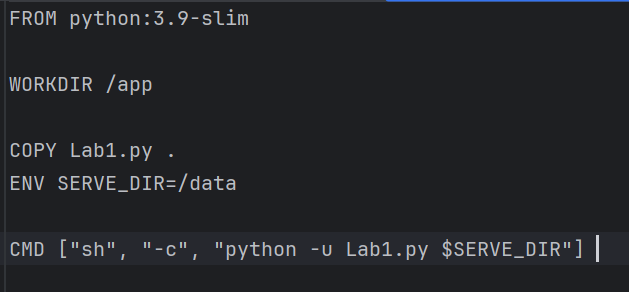 FROM python:3.9-slim
WORKDIR /app
COPY Lab1.py .
ENV SERVE_DIR=/data
CMD ["sh", "-c", "python -u Lab1.py $SERVE_DIR"]